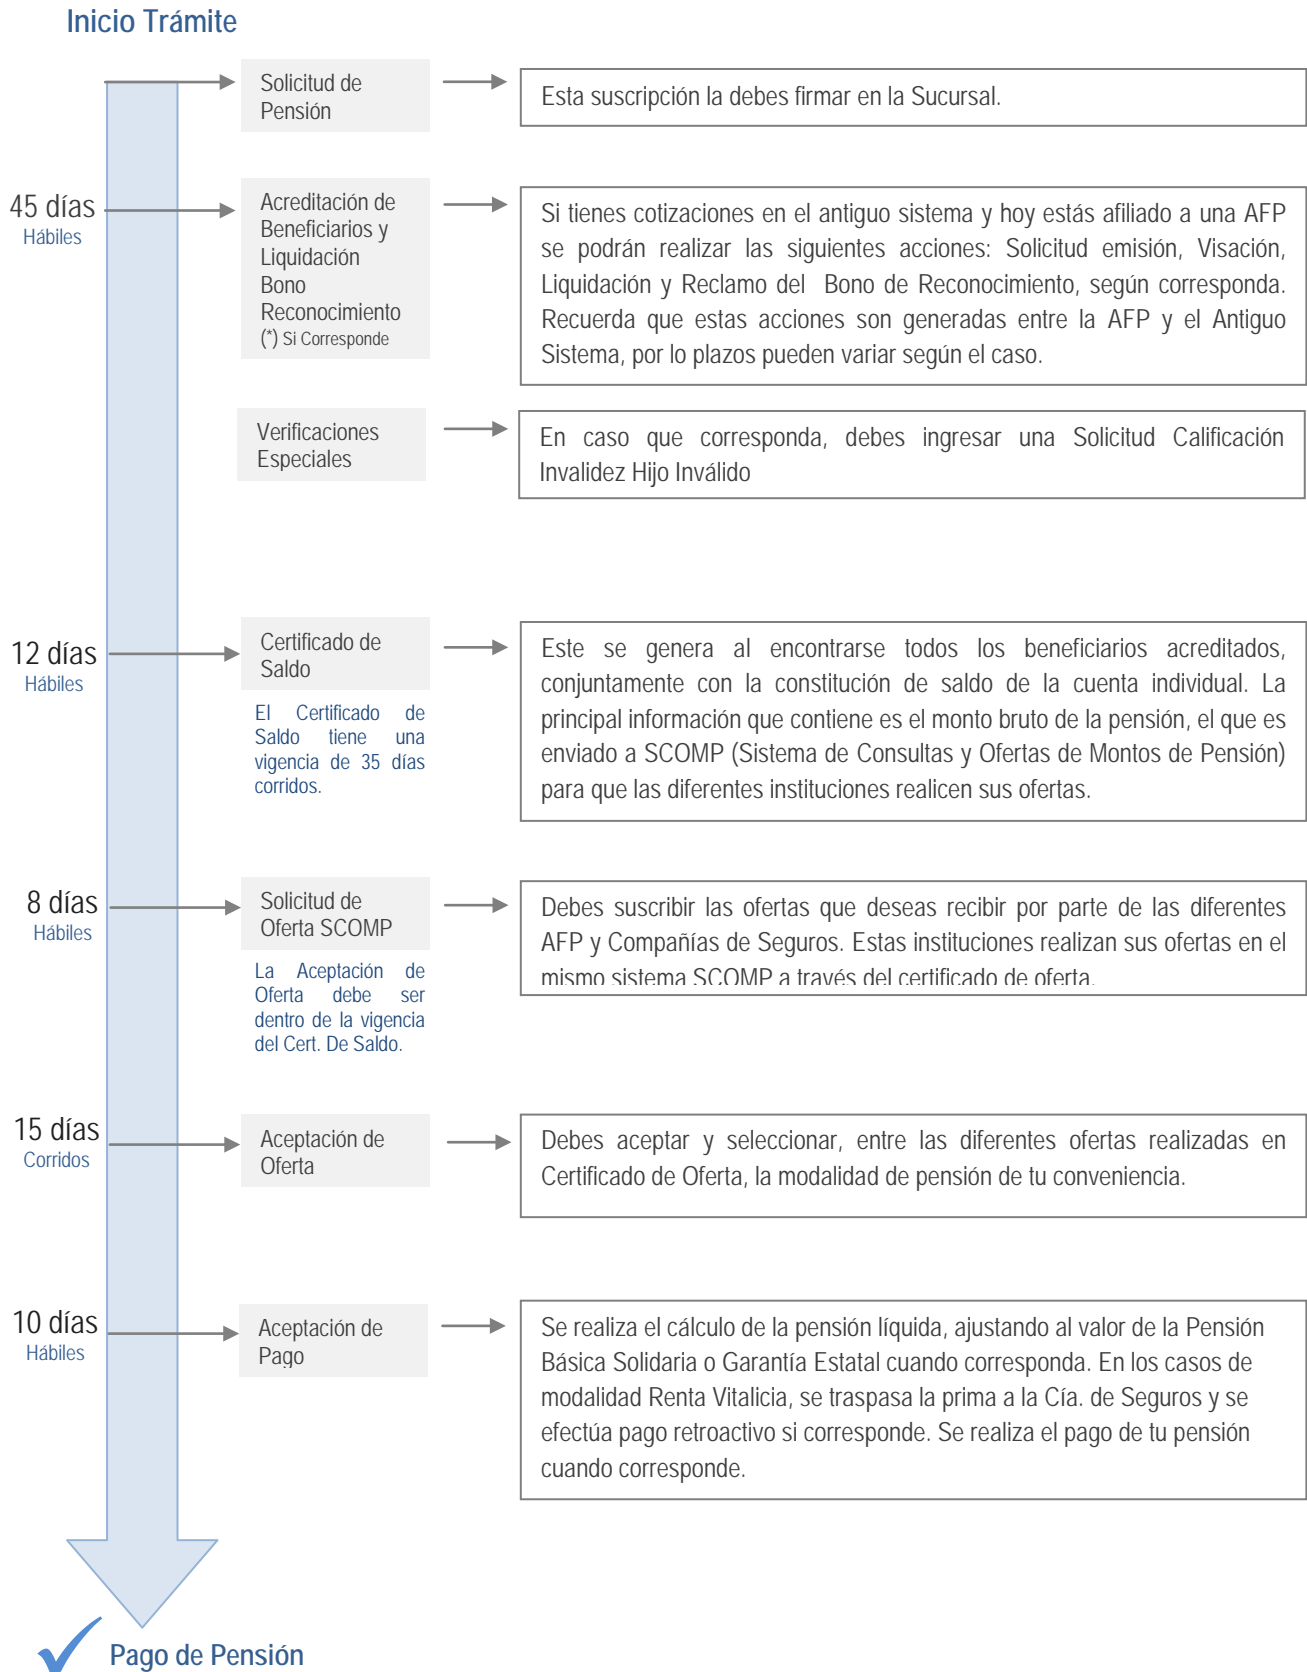 Inicio Trámite
Solicitud de
Pensión
Esta suscripción la debes firmar en la Sucursal.
45 días
Hábiles
Acreditación de
Beneficiarios y
Liquidación
Bono
Reconocimiento
(*) Si Corresponde
Si tienes cotizaciones en el antiguo sistema y hoy estás afiliado a una AFP
se podrán realizar las siguientes acciones: Solicitud emisión, Visación,
Liquidación y Reclamo del Bono de Reconocimiento, según corresponda.
Recuerda que estas acciones son generadas entre la AFP y el Antiguo
Sistema, por lo plazos pueden variar según el caso.
Verificaciones
Especiales
En caso que corresponda, debes ingresar una Solicitud Calificación
Invalidez Hijo Inválido
12 días
Hábiles
Certificado de
Saldo
El Certificado de
Saldo tiene una
vigencia de 35 días
corridos.
Este se genera al encontrarse todos los beneficiarios acreditados,
conjuntamente con la constitución de saldo de la cuenta individual. La
principal información que contiene es el monto bruto de la pensión, el que es
enviado a SCOMP (Sistema de Consultas y Ofertas de Montos de Pensión)
para que las diferentes instituciones realicen sus ofertas.
8 días
Hábiles
Solicitud de
Oferta SCOMP
La Aceptación de
Oferta debe ser
dentro de la vigencia
del Cert. De Saldo.
Debes suscribir las ofertas que deseas recibir por parte de las diferentes
AFP y Compañías de Seguros. Estas instituciones realizan sus ofertas en el
mismo sistema SCOMP a través del certificado de oferta.
15 días
Corridos
Aceptación de
Oferta
Debes aceptar y seleccionar, entre las diferentes ofertas realizadas en
Certificado de Oferta, la modalidad de pensión de tu conveniencia.
10 días
Hábiles
Aceptación de
Pago
Se realiza el cálculo de la pensión líquida, ajustando al valor de la Pensión
Básica Solidaria o Garantía Estatal cuando corresponda. En los casos de
modalidad Renta Vitalicia, se traspasa la prima a la Cía. de Seguros y se
efectúa pago retroactivo si corresponde. Se realiza el pago de tu pensión
cuando corresponde.
Pago de Pensión